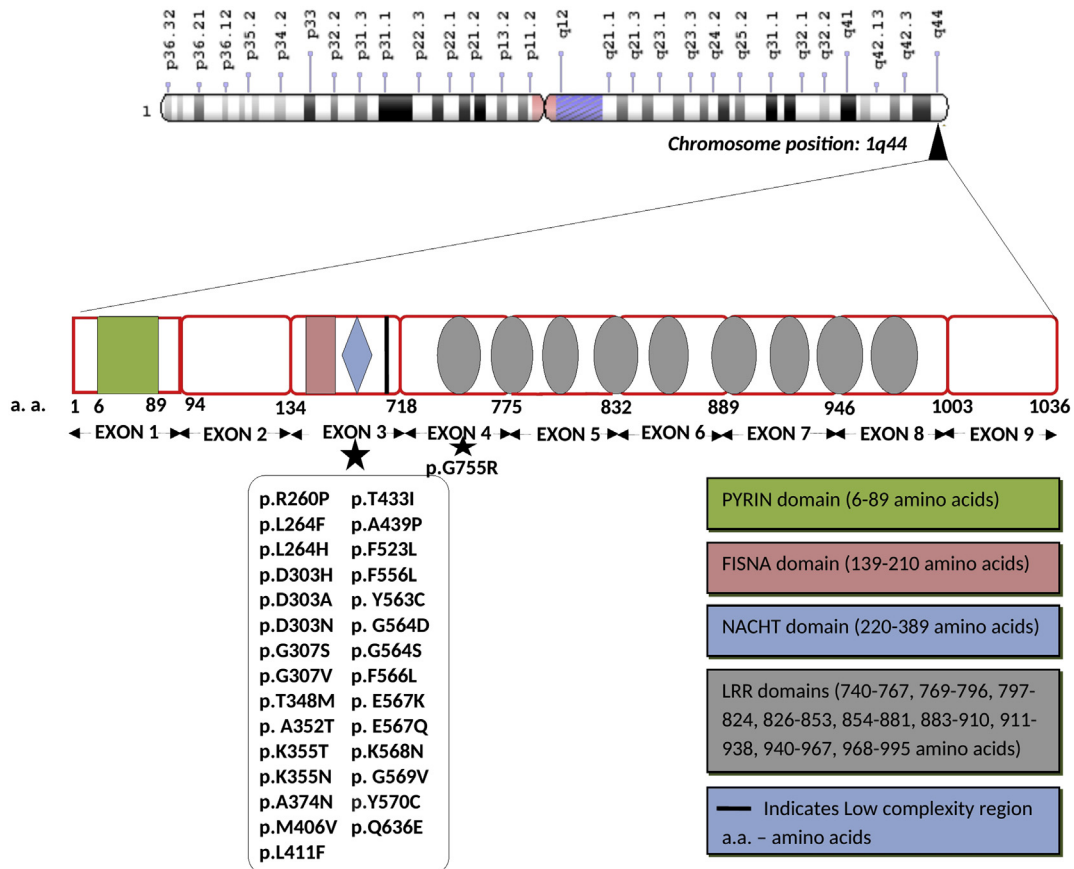 p36.32 p36.21 p36.12 p35.2 p34.2 p33 p32.2 p31.3 p31.1 p22.3 p22.1 p21.2 p13.2 p11.2 q12 q21.1 q21.3 q23.1 q23.3 q24.2 q25.2 q31.1 q32.1 q32.2 q41 q42.13 q42.3 q44
1
Chromosome position: 1q44
a. a. 1 6 89 94 134 718 775 832 889 946 1003 1036
EXON 1 EXON 2 EXON 3 EXON 4 EXON 5 EXON 6 EXON 7 EXON 8 EXON 9
p.G755R
p.R260P p.T433I
p.L264F p.A439P
p.L264H p.F523L
p.D303H p.F556L
p.D303A p. Y563C
p.D303N p. G564D
p.G307S p.G564S
p.G307V p.F566L
p.T348M p. E567K
p. A352T p. E567Q
p.K355T p.K568N
p.K355N p. G569V
p.A374N p.Y570C
p.M406V p.Q636E
p.L411F
PYRIN domain (6-89 amino acids)
FISNA domain (139-210 amino acids)
NACHT domain (220-389 amino acids)
LRR domains (740-767, 769-796, 797-
824, 826-853, 854-881, 883-910, 911-
938, 940-967, 968-995 amino acids)
Indicates Low complexity region
a.a. – amino acids